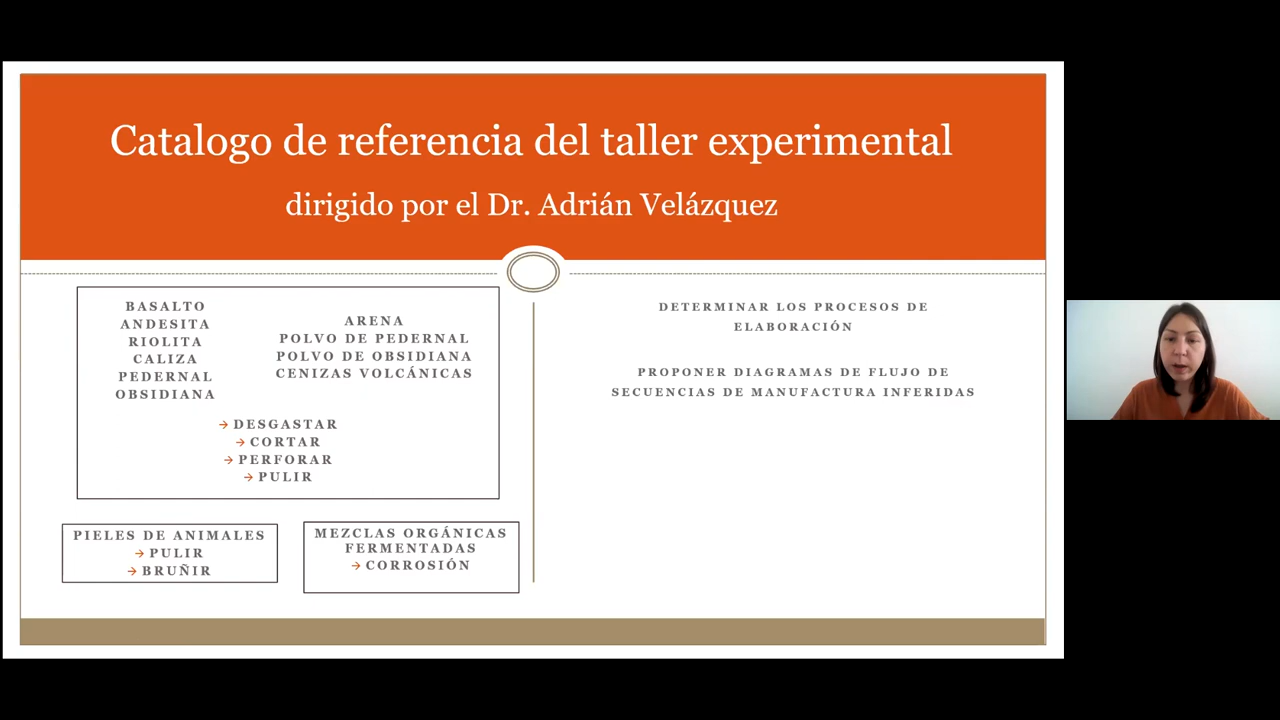 Catalogo de referencia del taller experimental
dirigido por el Dr. Adrián Velázquez
BASALTO
ANDESITA
RIOLITA
CALIZA
PEDERNAL
OBSIDIANA
ARENA
POLVO DE PEDERNAL
POLVO DE OBSIDIANA
CENIZAS VOLCÁNICAS
→ DESGASTAR
→ CORTAR
→ PERFORAR
→ PULIR
PIELES DE ANIMALES
→ PULIR
→ BRUÑIR
MEZCLAS ORGÁNICAS
FERMENTADAS
→ CORROSIÓN
DETERMINAR LOS PROCESOS DE
ELABORACIÓN
PROPONER DIAGRAMAS DE FLUJO DE
SECUENCIAS DE MANUFACTURA INFERIDAS